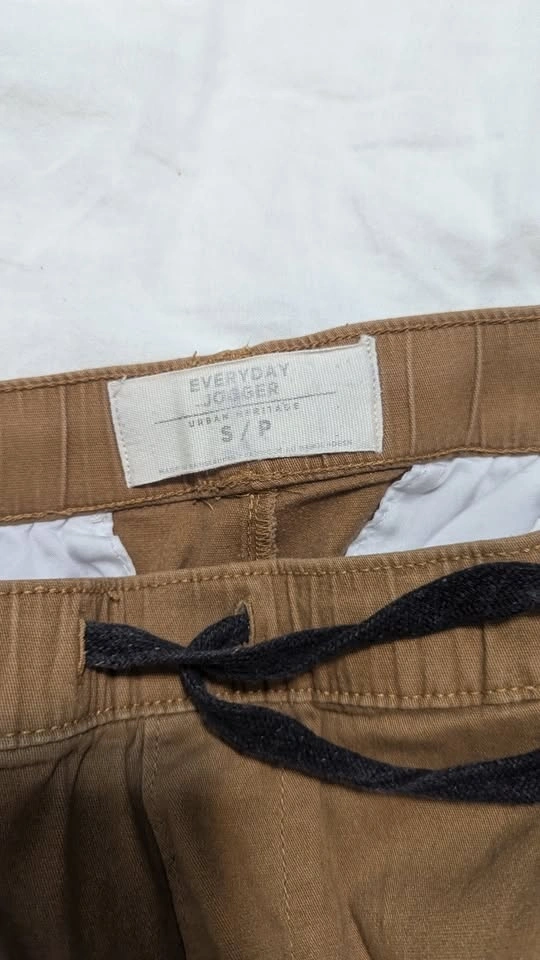 EVERYDAY
JOGGER
URBAN HERITAGE
S / P